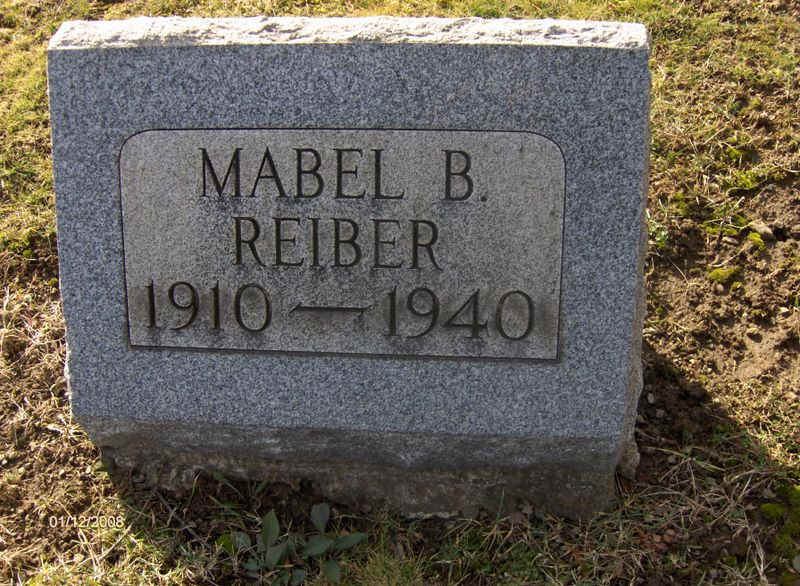 MABEL B.
REIBER
1910 — 1940
01/12/2008